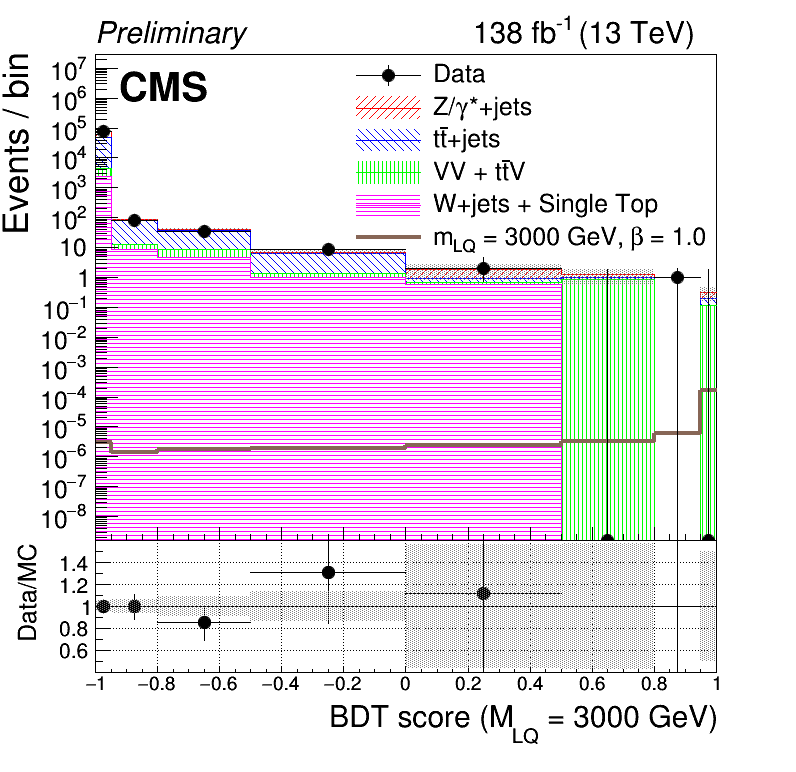 Preliminary 138 fb⁻¹ (13 TeV)
CMS
Data
Z/γ*+jets
tt̄+jets
VV + tt̄V
W+jets + Single Top
m_LQ = 3000 GeV, β = 1.0
Events / bin
10⁷
10⁶
10⁵
10⁴
10³
10²
10
1
10⁻¹
10⁻²
10⁻³
10⁻⁴
10⁻⁵
10⁻⁶
10⁻⁷
10⁻⁸
Data/MC
1.4
1.2
1
0.8
0.6
−1 −0.8 −0.6 −0.4 −0.2 0 0.2 0.4 0.6 0.8 1
BDT score (M_LQ = 3000 GeV)